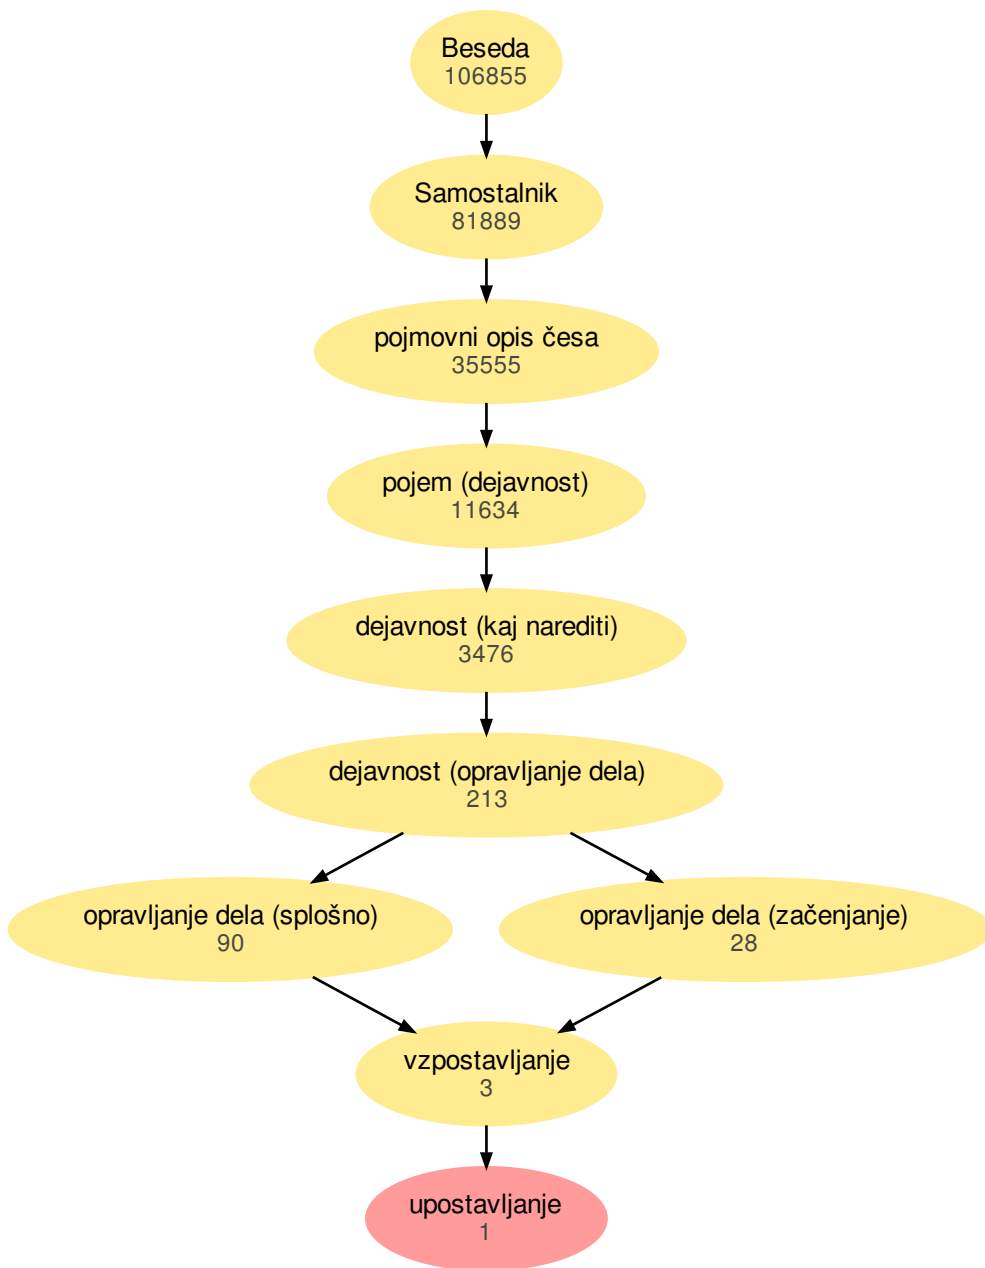 Beseda
106855
Samostalnik
81889
pojmovni opis česa
35555
pojem (dejavnost)
11634
dejavnost (kaj narediti)
3476
dejavnost (opravljanje dela)
213
opravljanje dela (splošno)
90
opravljanje dela (začenjanje)
28
vzpostavljanje
3
upostavljanje
1